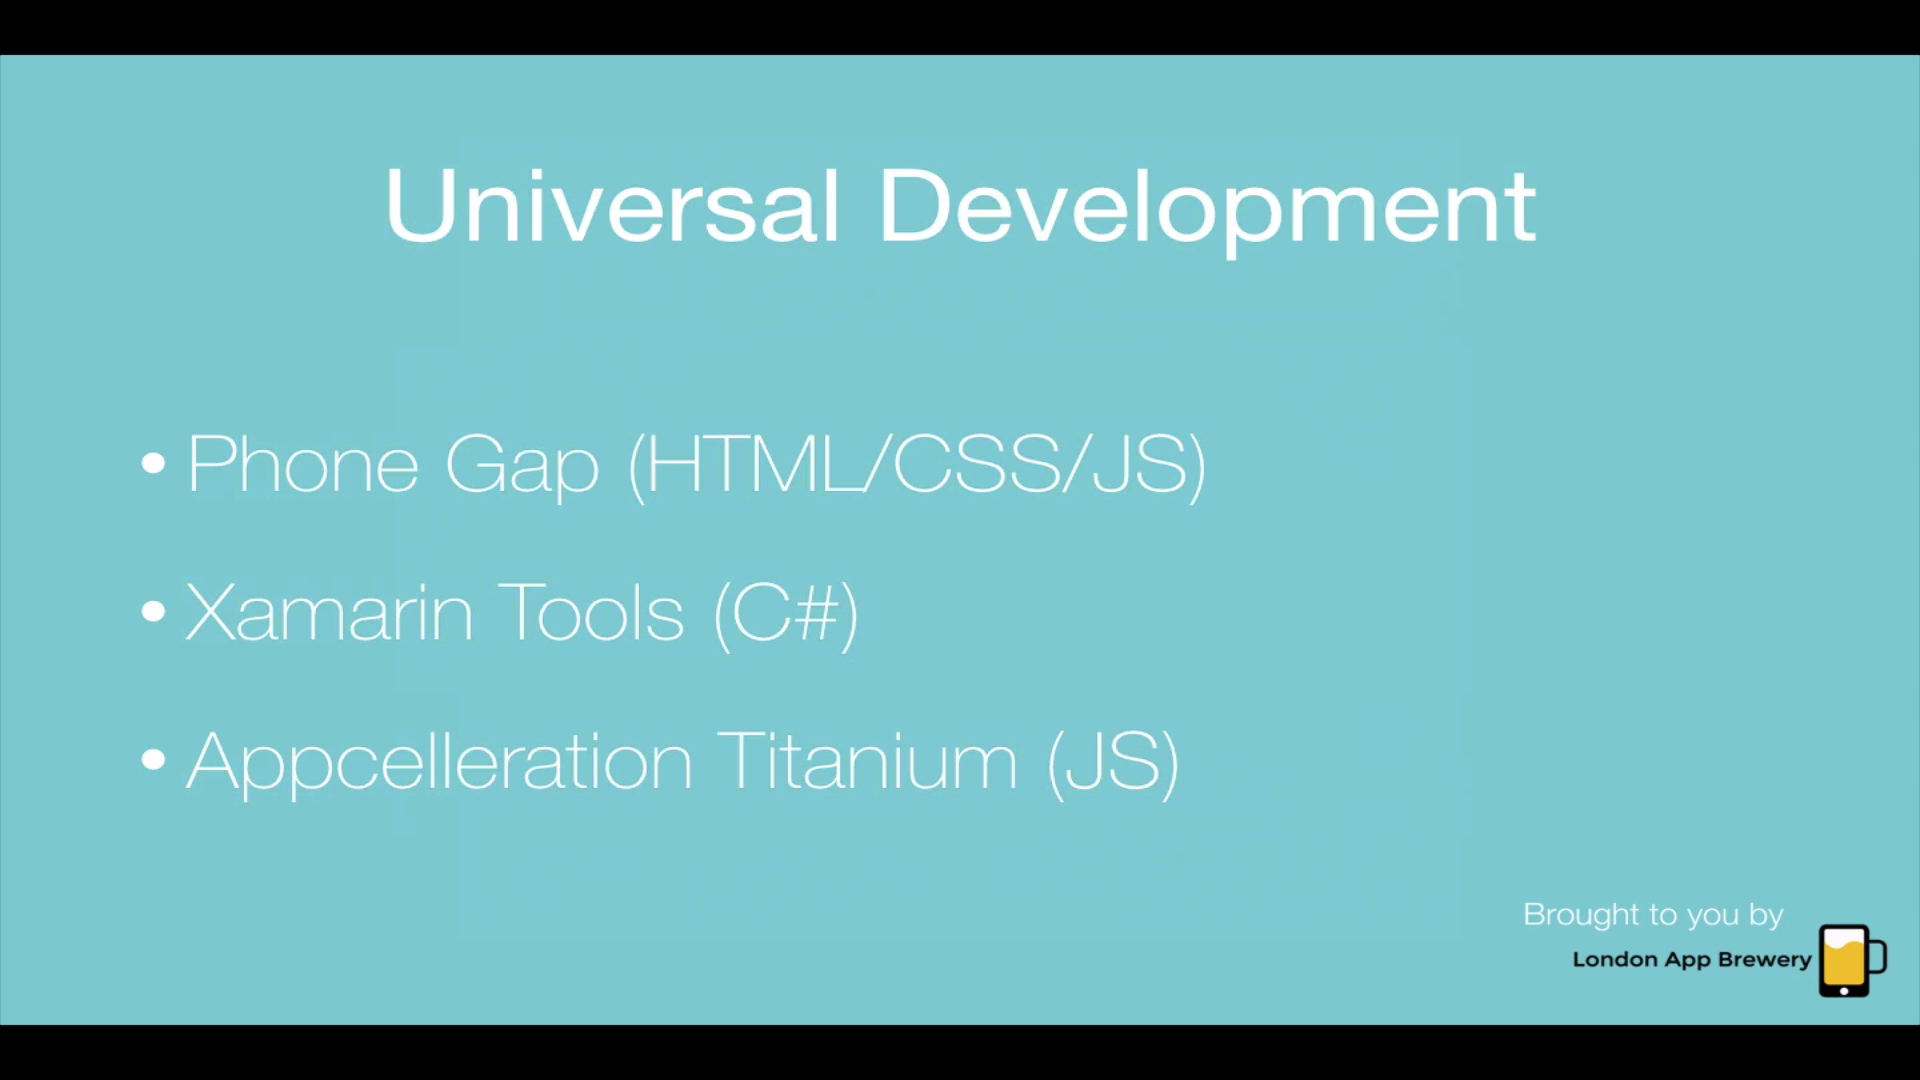 Universal Development
• Phone Gap (HTML/CSS/JS)
• Xamarin Tools (C#)
• Appcelleration Titanium (JS)
Brought to you by
London App Brewery